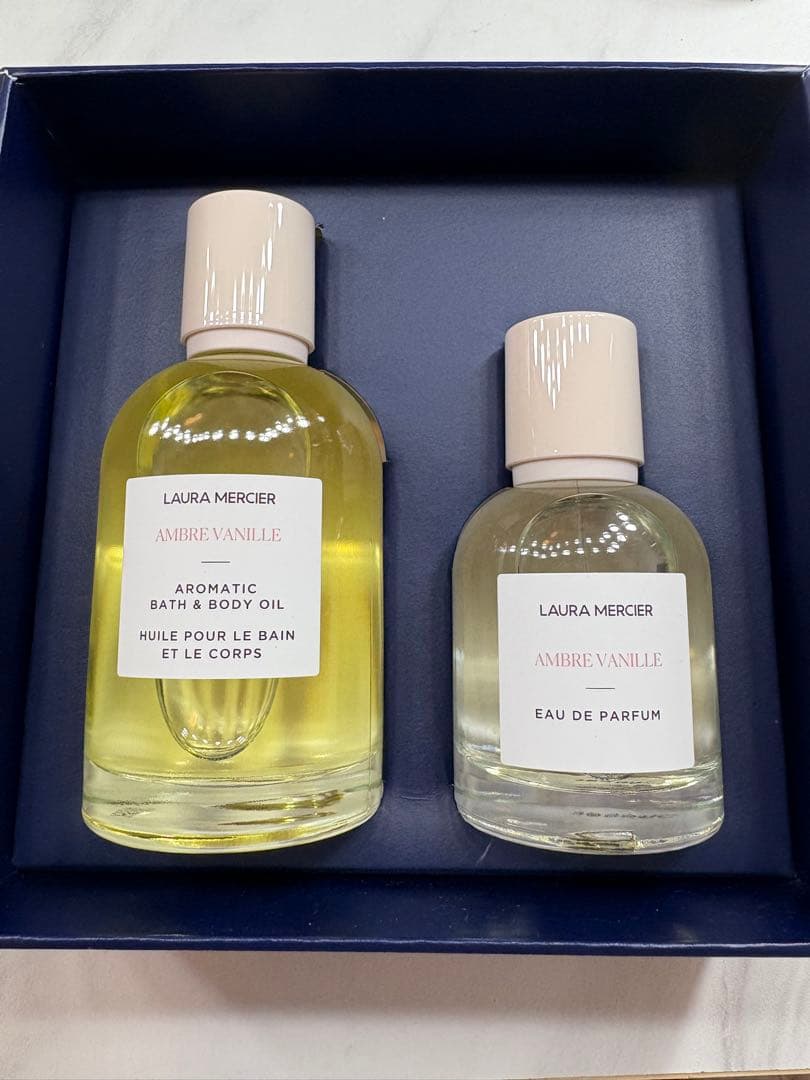 LAURA MERCIER
AMBRE VANILLE
AROMATIC
BATH & BODY OIL
HUILE POUR LE BAIN
ET LE CORPS
LAURA MERCIER
AMBRE VANILLE
EAU DE PARFUM